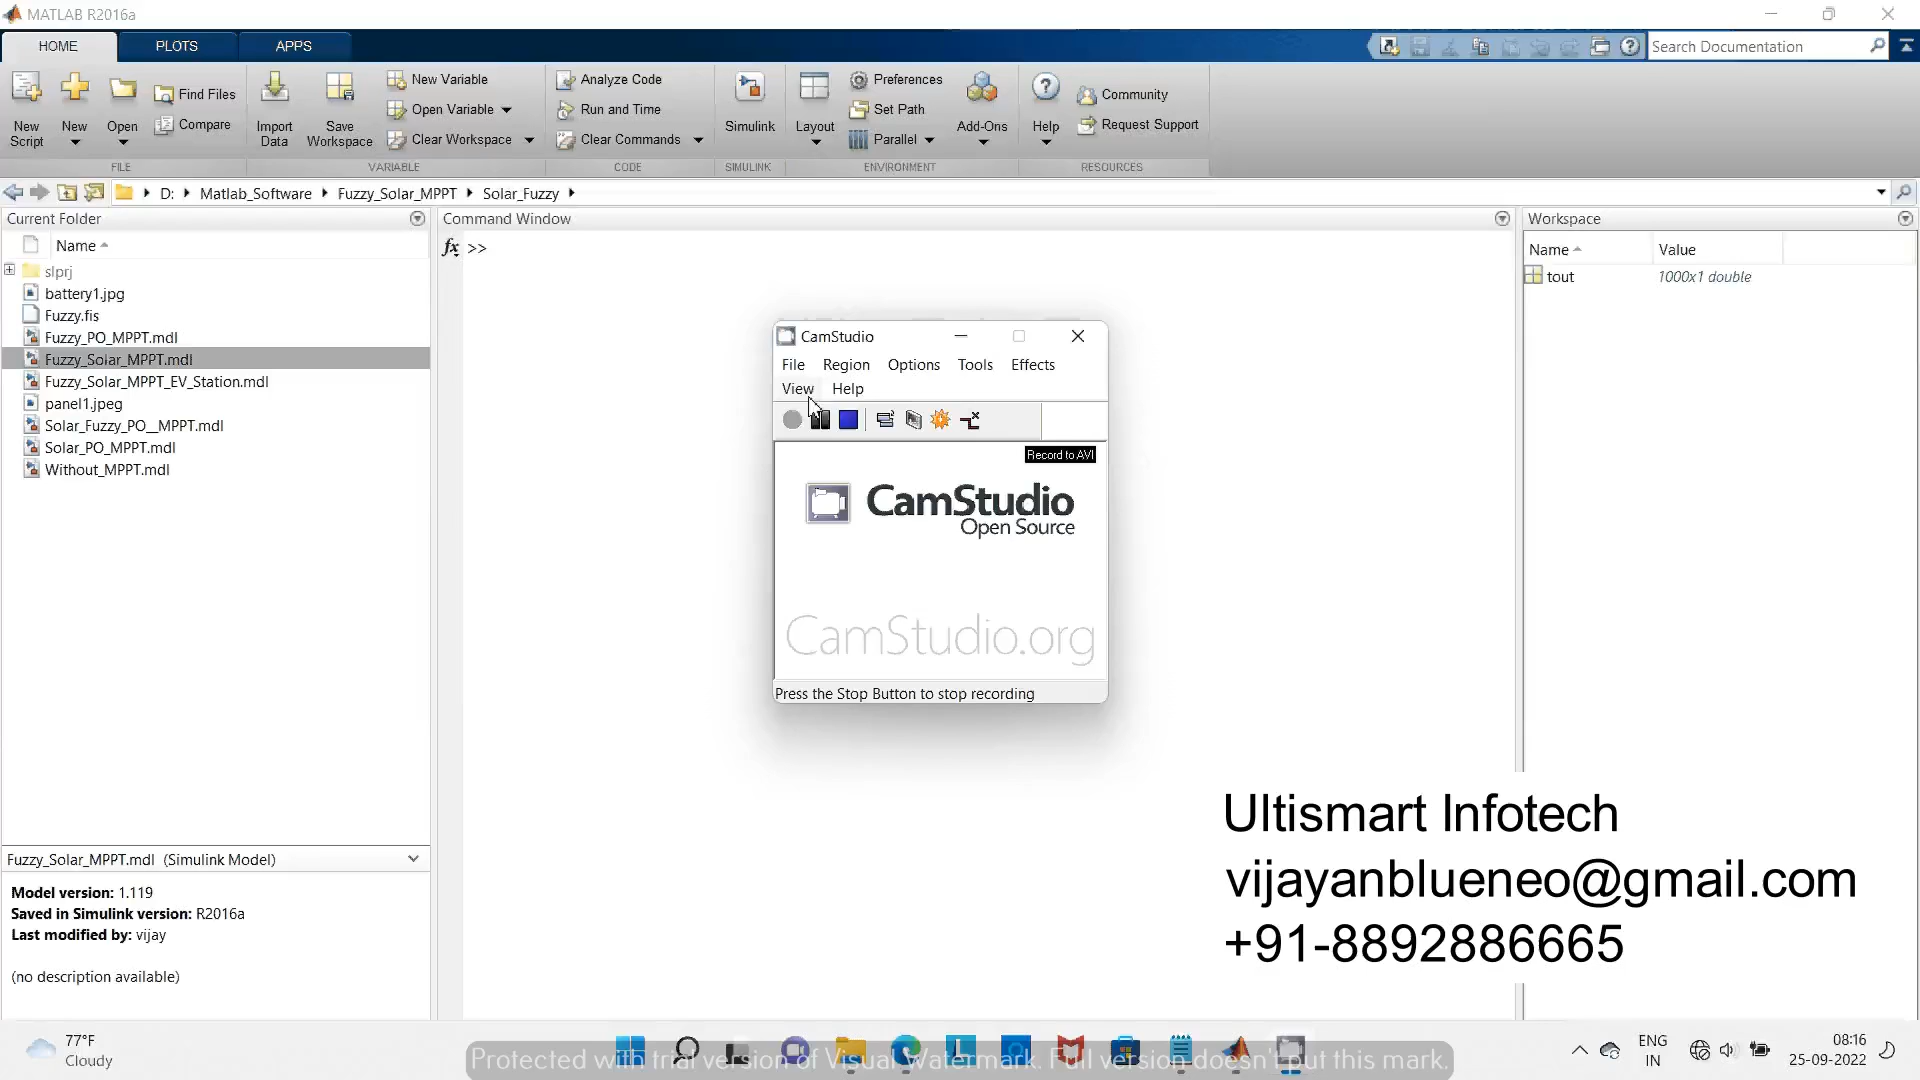 MATLAB R2016a
HOME PLOTS APPS
Search Documentation
New Script
New
Open
Find Files
Compare
Import Data
Save Workspace
New Variable
Open Variable
Clear Workspace
Analyze Code
Run and Time
Clear Commands
Simulink
Layout
Preferences
Set Path
Parallel
Add-Ons
Help
Community
Request Support
FILE VARIABLE CODE SIMULINK ENVIRONMENT RESOURCES
D: Matlab_Software Fuzzy_Solar_MPPT Solar_Fuzzy
Current Folder
Name
slprj
battery1.jpg
Fuzzy.fis
Fuzzy_PO_MPPT.mdl
Fuzzy_Solar_MPPT.mdl
Fuzzy_Solar_MPPT_EV_Station.mdl
panel1.jpeg
Solar_Fuzzy_PO__MPPT.mdl
Solar_PO_MPPT.mdl
Without_MPPT.mdl
Fuzzy_Solar_MPPT.mdl (Simulink Model)
Model version: 1.119
Saved in Simulink version: R2016a
Last modified by: vijay
(no description available)
Command Window
fx >>
CamStudio
File Region Options Tools Effects
View Help
Record to AVI
CamStudio
Open Source
CamStudio.org
Press the Stop Button to stop recording
Workspace
Name Value
tout 1000x1 double
Ultismart Infotech
vijayanblueneo@gmail.com
+91-8892886665
77°F
Cloudy
Protected with trial version of Visual Watermark. Full version doesn't put this mark.
ENG
IN
08:16
25-09-2022